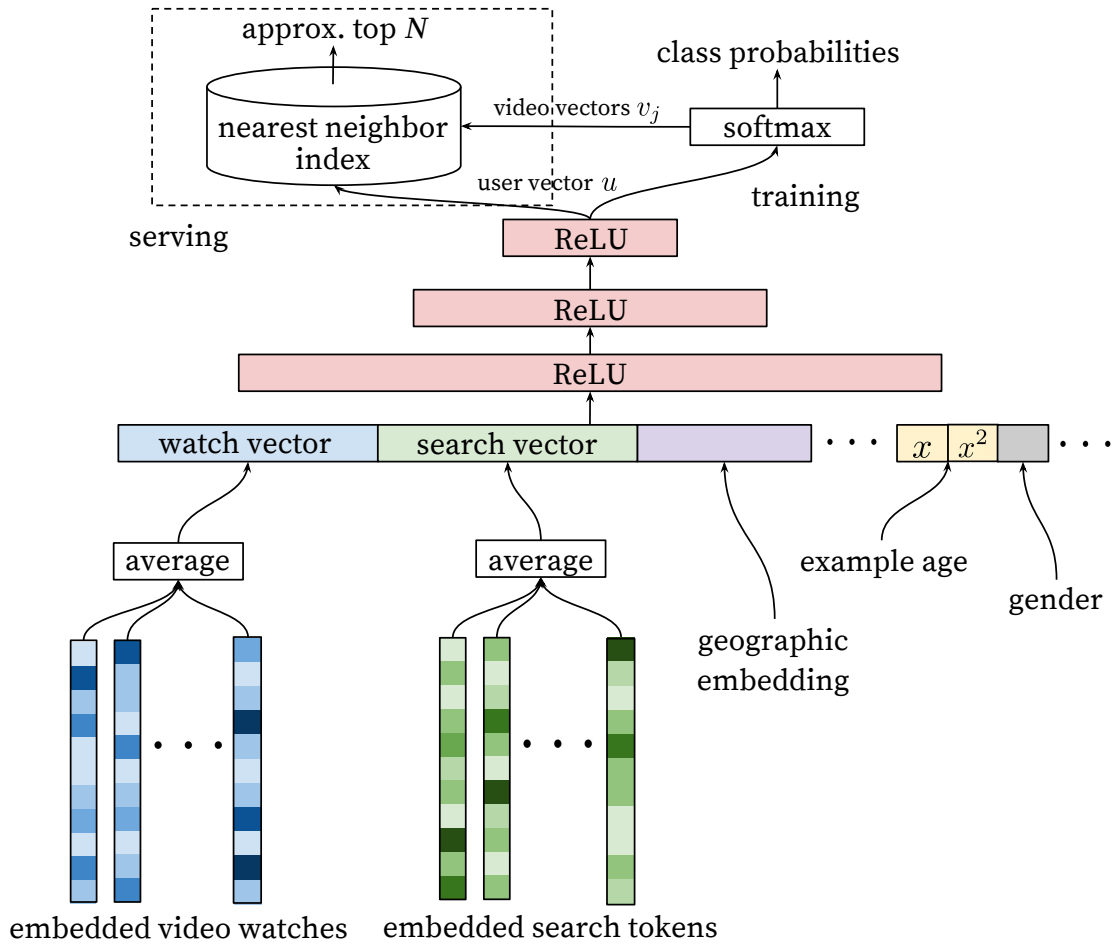 approx. top N
class probabilities
nearest neighbor
index
video vectors v_j
softmax
user vector u
training
serving
ReLU
ReLU
ReLU
watch vector
search vector
. . .
x
x²
. . .
average
average
example age
gender
geographic
embedding
. . .
. . .
embedded video watches
embedded search tokens